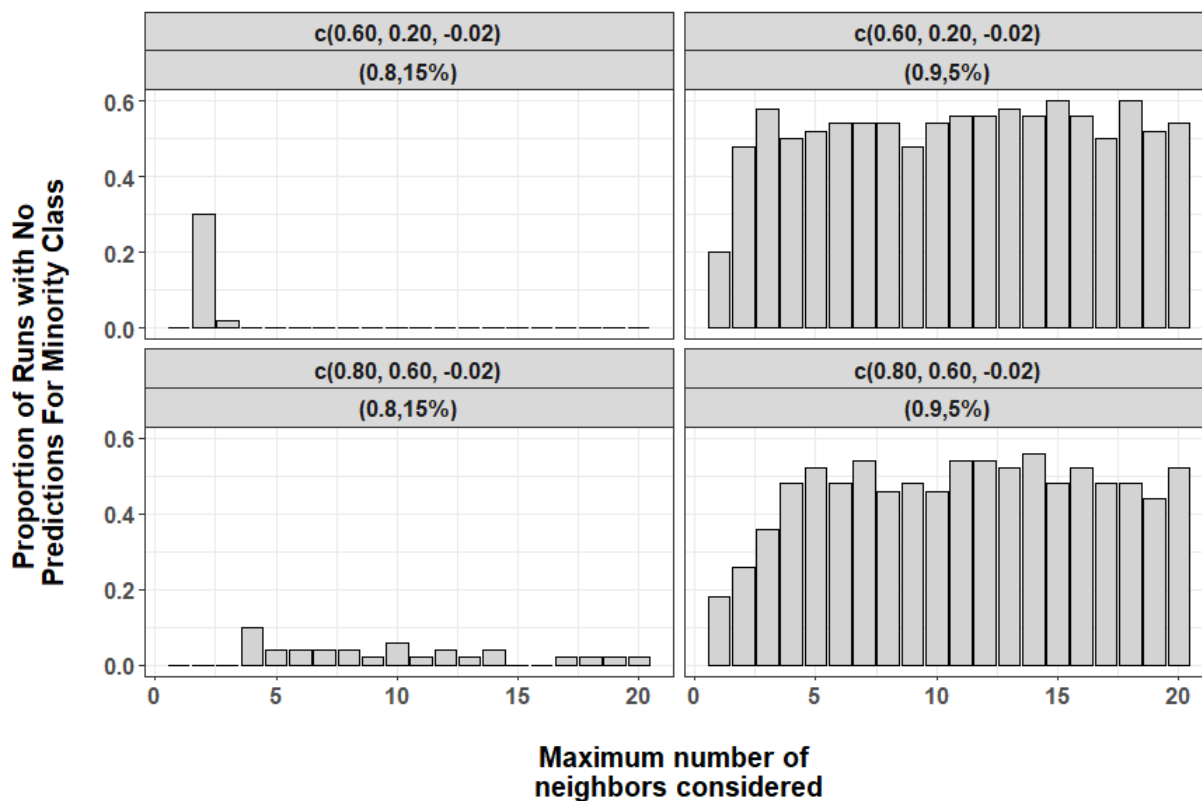 c(0.60, 0.20, -0.02)
c(0.60, 0.20, -0.02)
(0.8,15%)
(0.9,5%)
0.6
0.4
0.2
0.0
Proportion of Runs with No
Predictions For Minority Class
c(0.80, 0.60, -0.02)
c(0.80, 0.60, -0.02)
(0.8,15%)
(0.9,5%)
0.6
0.4
0.2
0.0
0 5 10 15 20
0 5 10 15 20
Maximum number of
neighbors considered